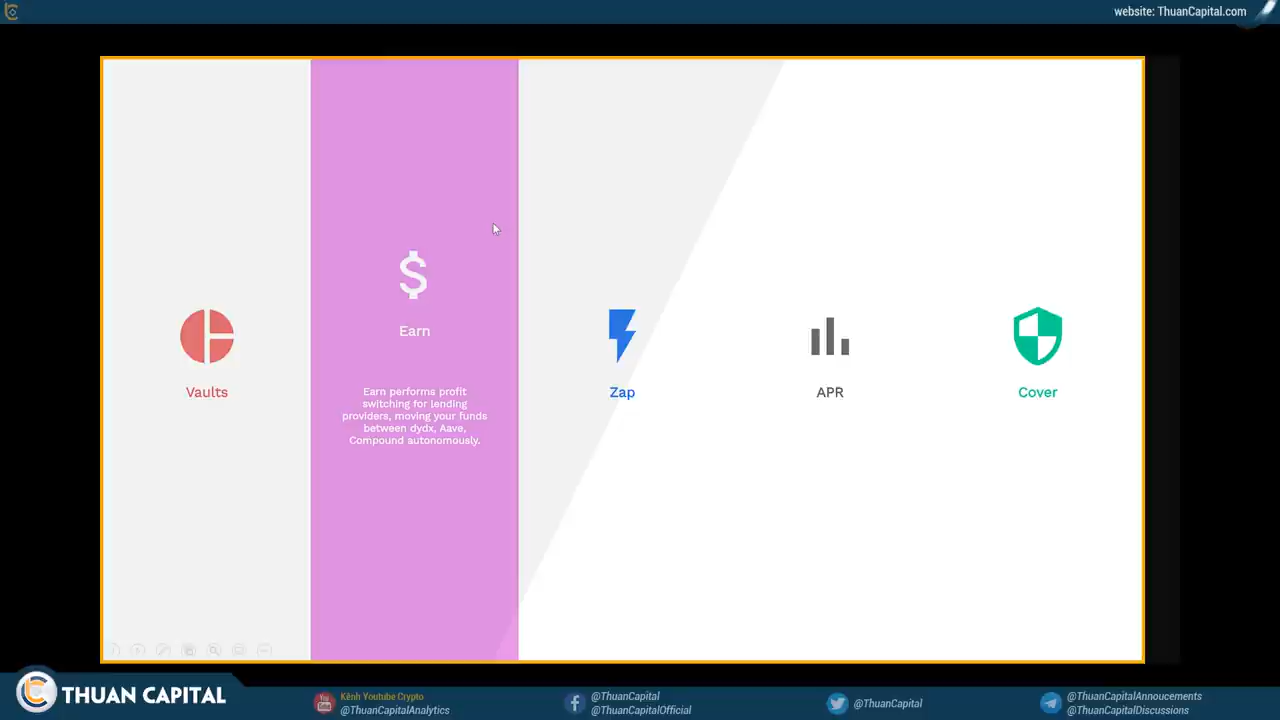 website: ThuanCapital.com
$
Earn
Earn performs profit
switching for lending
providers, moving your funds
between dydx, Aave,
Compound autonomously.
Vaults
Zap
APR
Cover
THUAN CAPITAL
Kênh Youtube Crypto
@ThuanCapitalAnalytics
@ThuanCapital
@ThuanCapitalOfficial
@ThuanCapital
@ThuanCapitalAnnoucements
@ThuanCapitalDiscussions